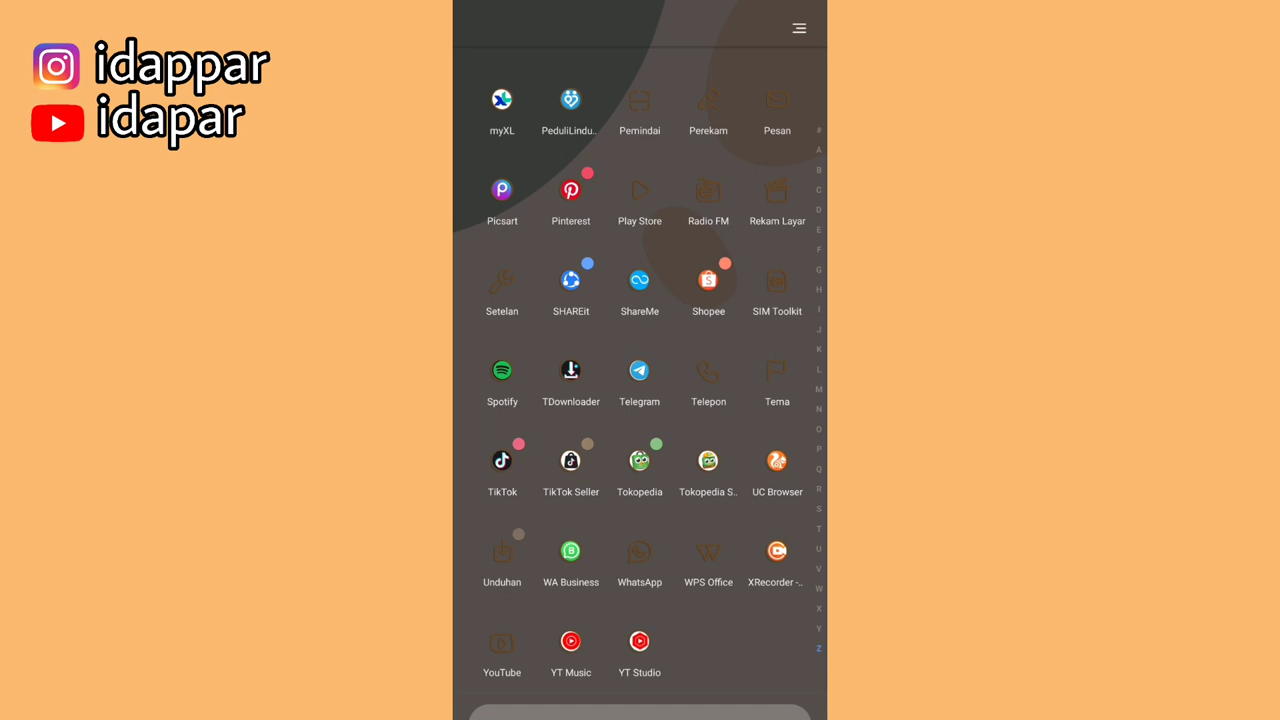 idappar
idapar
myXL PeduliLindu.. Pemindai Perekam Pesan
Picsart Pinterest Play Store Radio FM Rekam Layar
Setelan SHAREit ShareMe Shopee SIM Toolkit
Spotify TDownloader Telegram Telepon Tema
TikTok TikTok Seller Tokopedia Tokopedia S.. UC Browser
Unduhan WA Business WhatsApp WPS Office XRecorder -..
YouTube YT Music YT Studio
#
A
B
C
D
E
F
G
H
I
J
K
L
M
N
O
P
Q
R
S
T
U
V
W
X
Y
Z